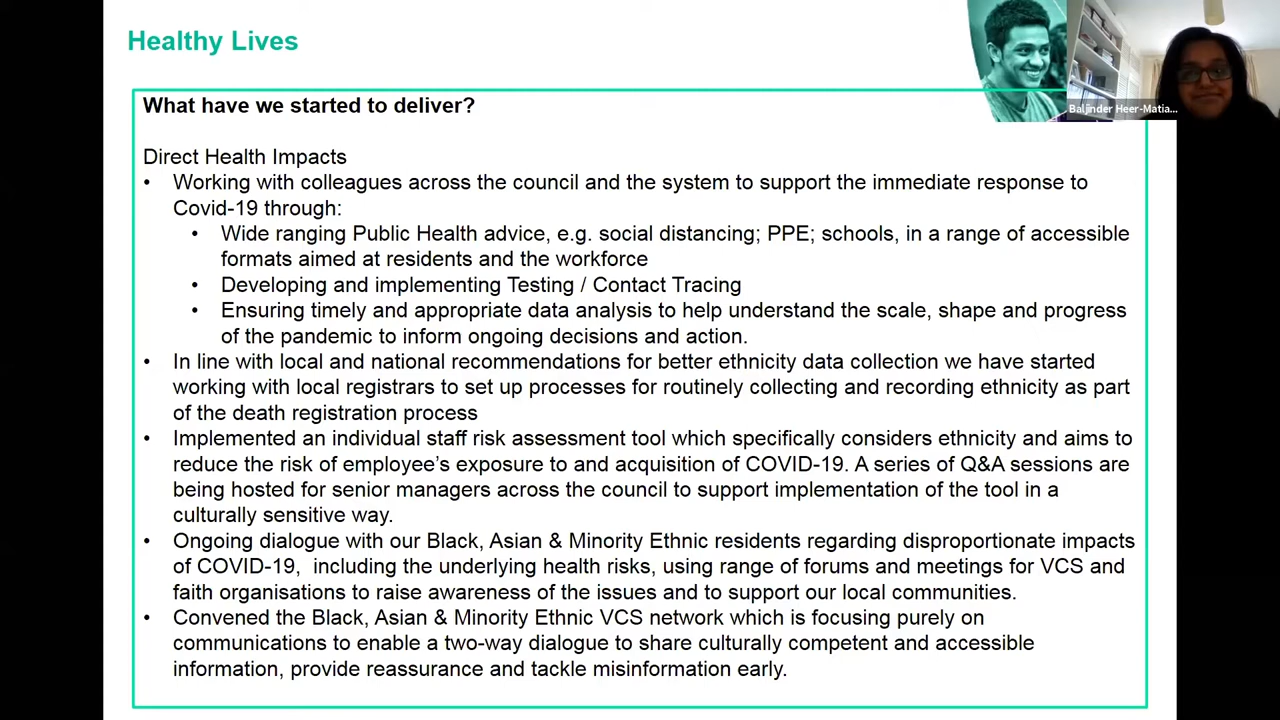 Healthy Lives
Baljinder Heer-Matia...
What have we started to deliver?
Direct Health Impacts
• Working with colleagues across the council and the system to support the immediate response to
Covid-19 through:
• Wide ranging Public Health advice, e.g. social distancing; PPE; schools, in a range of accessible
formats aimed at residents and the workforce
• Developing and implementing Testing / Contact Tracing
• Ensuring timely and appropriate data analysis to help understand the scale, shape and progress
of the pandemic to inform ongoing decisions and action.
• In line with local and national recommendations for better ethnicity data collection we have started
working with local registrars to set up processes for routinely collecting and recording ethnicity as part
of the death registration process
• Implemented an individual staff risk assessment tool which specifically considers ethnicity and aims to
reduce the risk of employee’s exposure to and acquisition of COVID-19. A series of Q&A sessions are
being hosted for senior managers across the council to support implementation of the tool in a
culturally sensitive way.
• Ongoing dialogue with our Black, Asian & Minority Ethnic residents regarding disproportionate impacts
of COVID-19,  including the underlying health risks, using range of forums and meetings for VCS and
faith organisations to raise awareness of the issues and to support our local communities.
• Convened the Black, Asian & Minority Ethnic VCS network which is focusing purely on
communications to enable a two-way dialogue to share culturally competent and accessible
information, provide reassurance and tackle misinformation early.